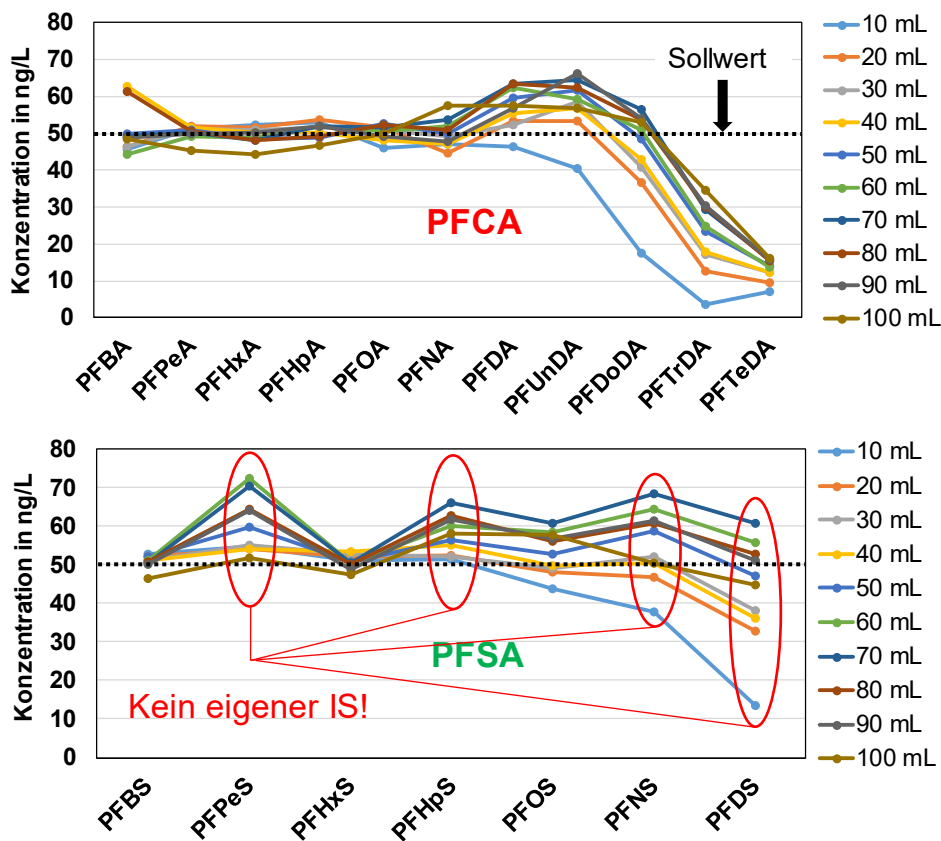 80
70
60
50
40
30
20
10
0
Konzentration in ng/L
Sollwert
PFCA
PFBA
PFPeA
PFHxA
PFHpA
PFOA
PFNA
PFDA
PFUnDA
PFDoDA
PFTrDA
PFTeDA
10 mL
20 mL
30 mL
40 mL
50 mL
60 mL
70 mL
80 mL
90 mL
100 mL
80
70
60
50
40
30
20
10
0
Konzentration in ng/L
PFSA
Kein eigener IS!
PFBS
PFPeS
PFHxS
PFHpS
PFOS
PFNS
PFDS
10 mL
20 mL
30 mL
40 mL
50 mL
60 mL
70 mL
80 mL
90 mL
100 mL